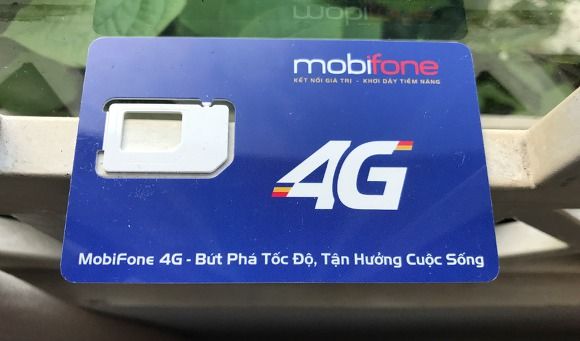 mobifone
KẾT NỐI GIÁ TRỊ - KHƠI DẬY TIỀM NĂNG
4G
MobiFone 4G - Bứt Phá Tốc Độ, Tận Hưởng Cuộc Sống